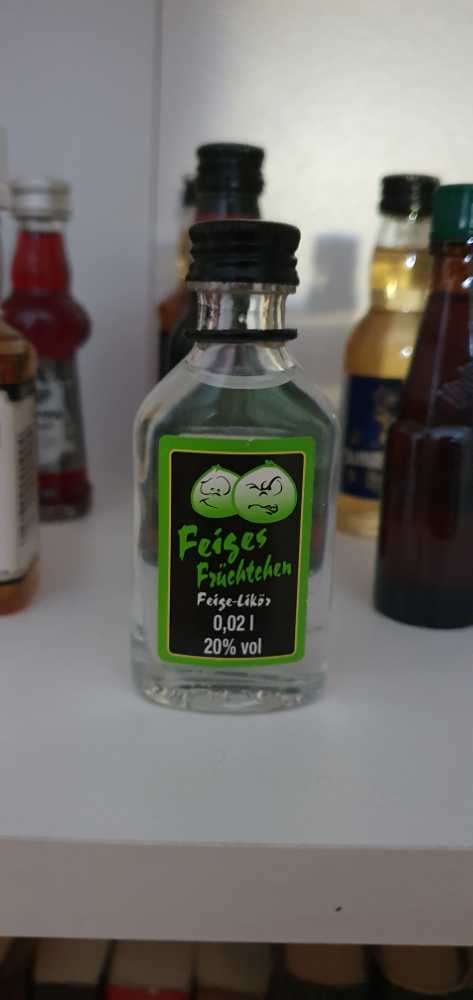 Feiges
Früchtchen
Feige-Likör
0,02 l
20% vol